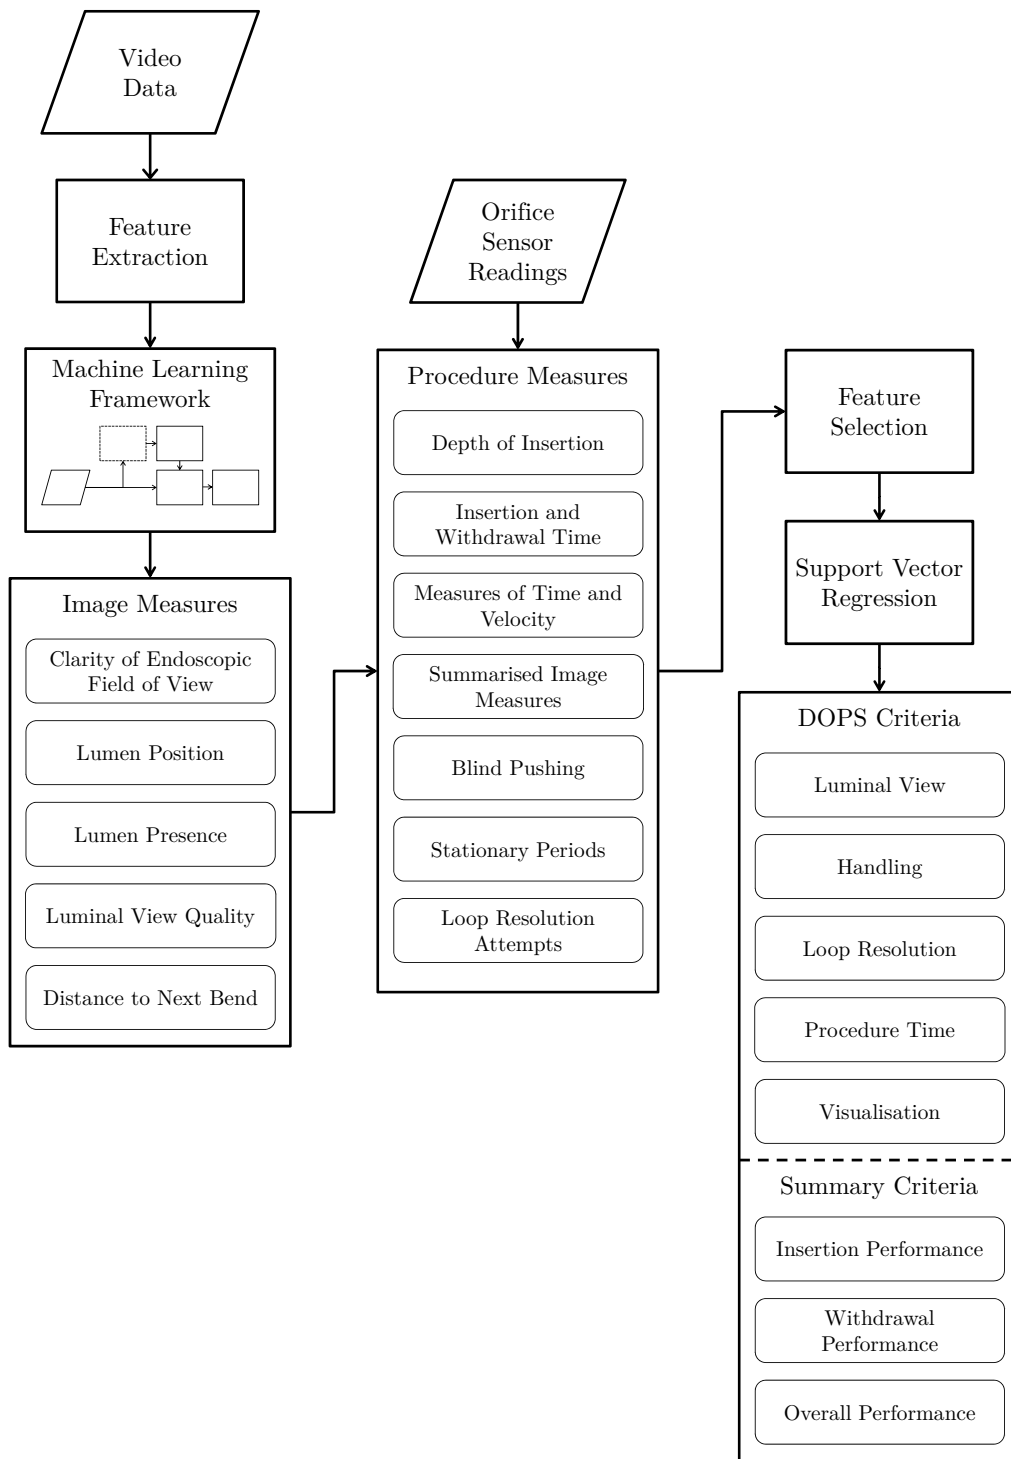 Video
Data
Feature
Extraction
Machine Learning
Framework
Image Measures
Clarity of Endoscopic
Field of View
Lumen Position
Lumen Presence
Luminal View Quality
Distance to Next Bend
Orifice
Sensor
Readings
Procedure Measures
Depth of Insertion
Insertion and
Withdrawal Time
Measures of Time and
Velocity
Summarised Image
Measures
Blind Pushing
Stationary Periods
Loop Resolution
Attempts
Feature
Selection
Support Vector
Regression
DOPS Criteria
Luminal View
Handling
Loop Resolution
Procedure Time
Visualisation
Summary Criteria
Insertion Performance
Withdrawal
Performance
Overall Performance